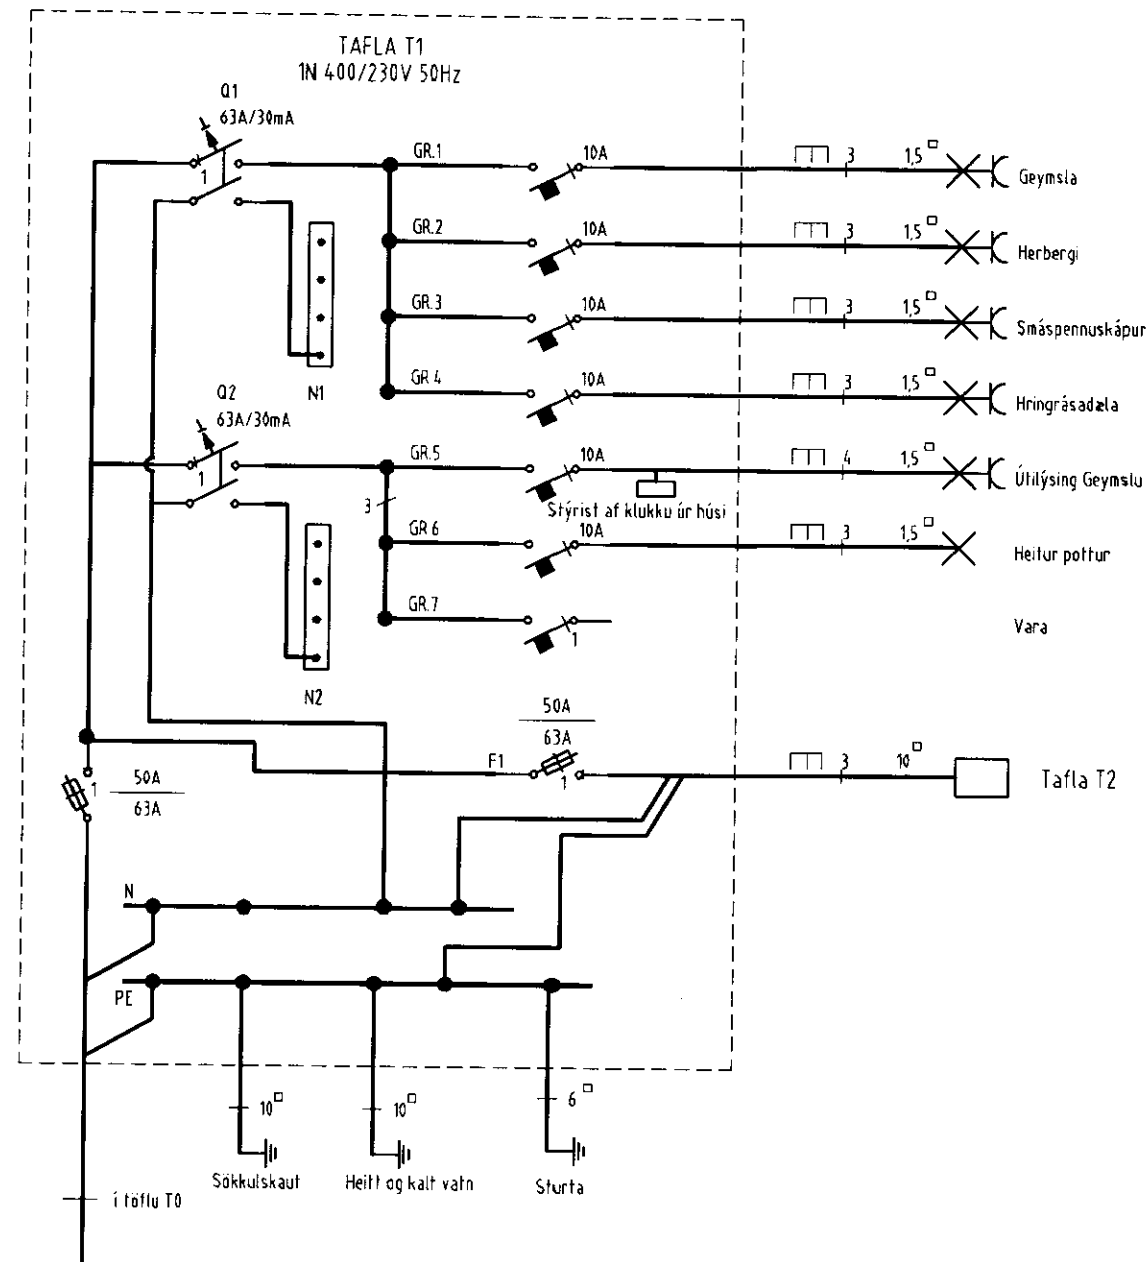 TAFLA T1
1N 400/230V 50Hz
Q1
63A/30mA
1
GR.1
10A
3
1,5
Geymsla
GR.2
10A
3
1,5
Herbergi
GR.3
10A
3
1,5
Smáspennuskápur
GR.4
10A
3
1,5
Hringrásadæla
N1
Q2
63A/30mA
1
GR.5
10A
4
1,5
Útilýsing Geymslu
3
Stýrist af klukku úr húsi
GR.6
10A
3
1,5
Heitur pottur
GR.7
1
Vara
N2
50A
63A
F1
1
3
10
Tafla T2
1
50A
63A
N
PE
10
10
6
Sökkulskaut
Heitt og kalt vatn
Sturta
í töflu T0